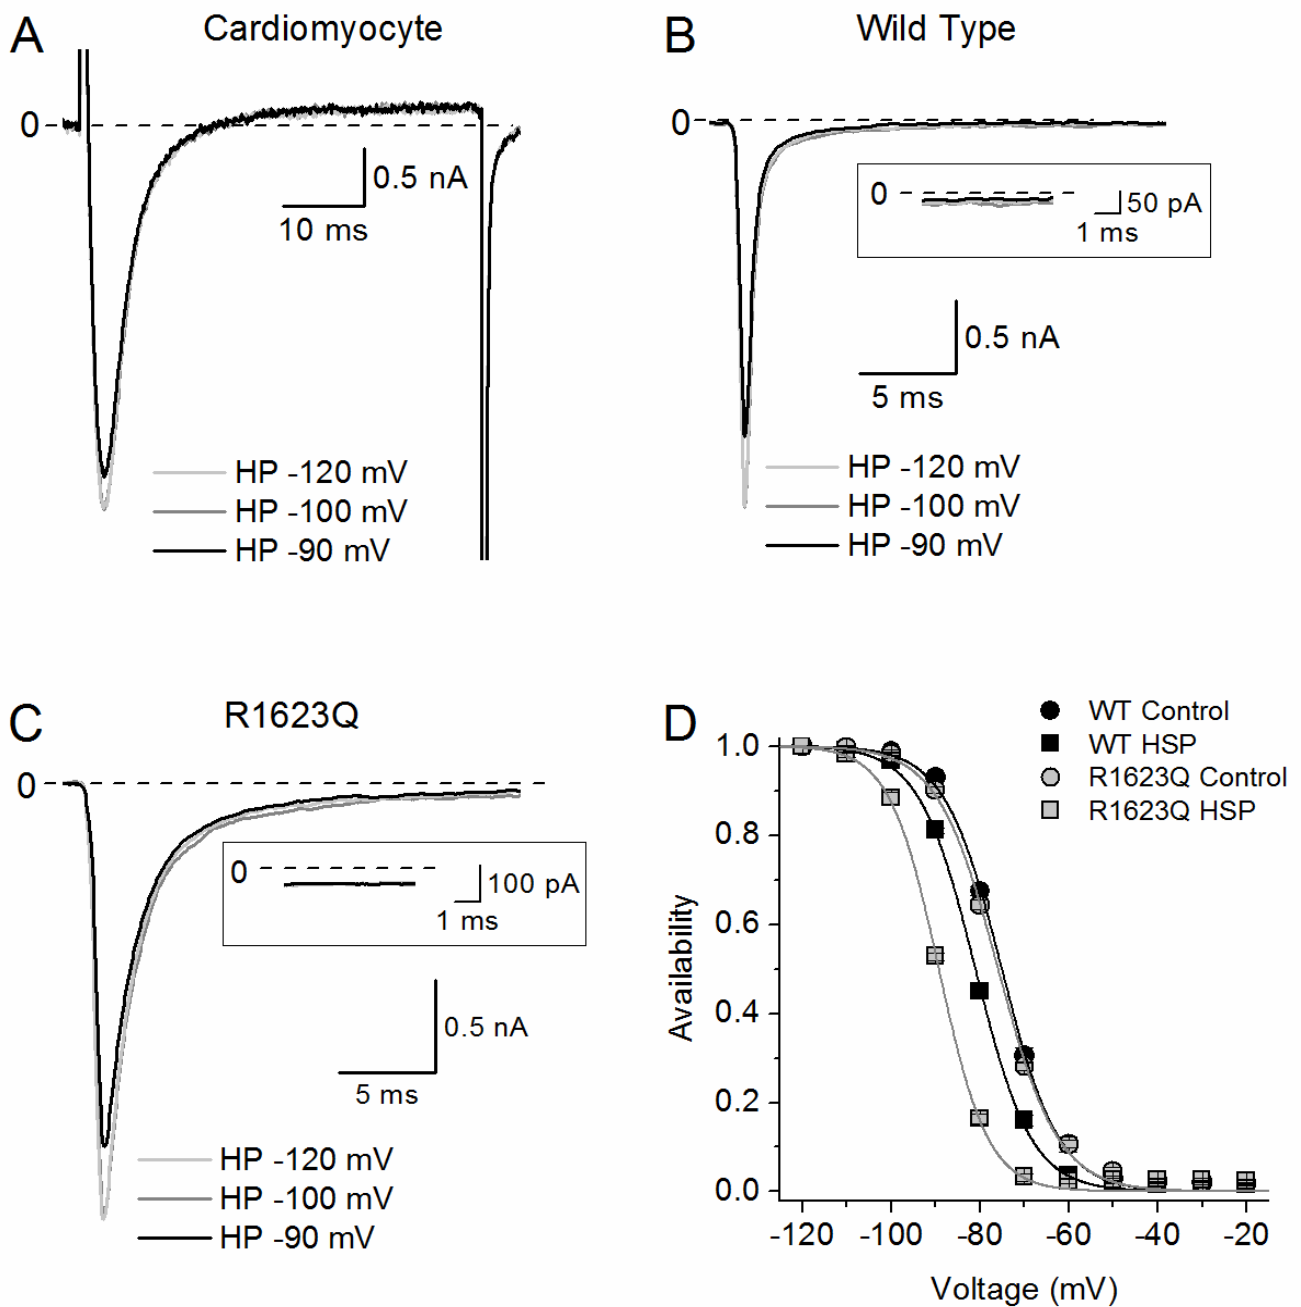 A
Cardiomyocyte
0
0.5 nA
10 ms
HP -120 mV
HP -100 mV
HP -90 mV
B
Wild Type
0
0
50 pA
1 ms
0.5 nA
5 ms
HP -120 mV
HP -100 mV
HP -90 mV
C
R1623Q
0
0
100 pA
1 ms
0.5 nA
5 ms
HP -120 mV
HP -100 mV
HP -90 mV
D
WT Control
WT HSP
R1623Q Control
R1623Q HSP
1.0
0.8
0.6
0.4
0.2
0.0
Availability
-120 -100 -80 -60 -40 -20
Voltage (mV)